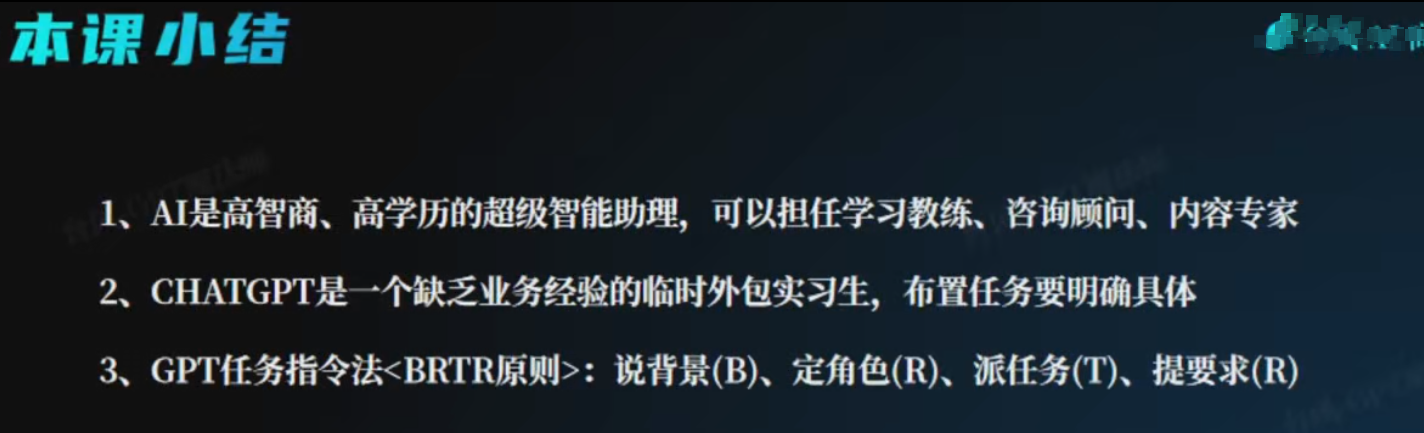 本课小结
1、AI是高智商、高学历的超级智能助理，可以担任学习教练、咨询顾问、内容专家
2、CHATGPT是一个缺乏业务经验的临时外包实习生，布置任务要明确具体
3、GPT任务指令法<BRTR原则>：说背景(B)、定角色(R)、派任务(T)、提要求(R)